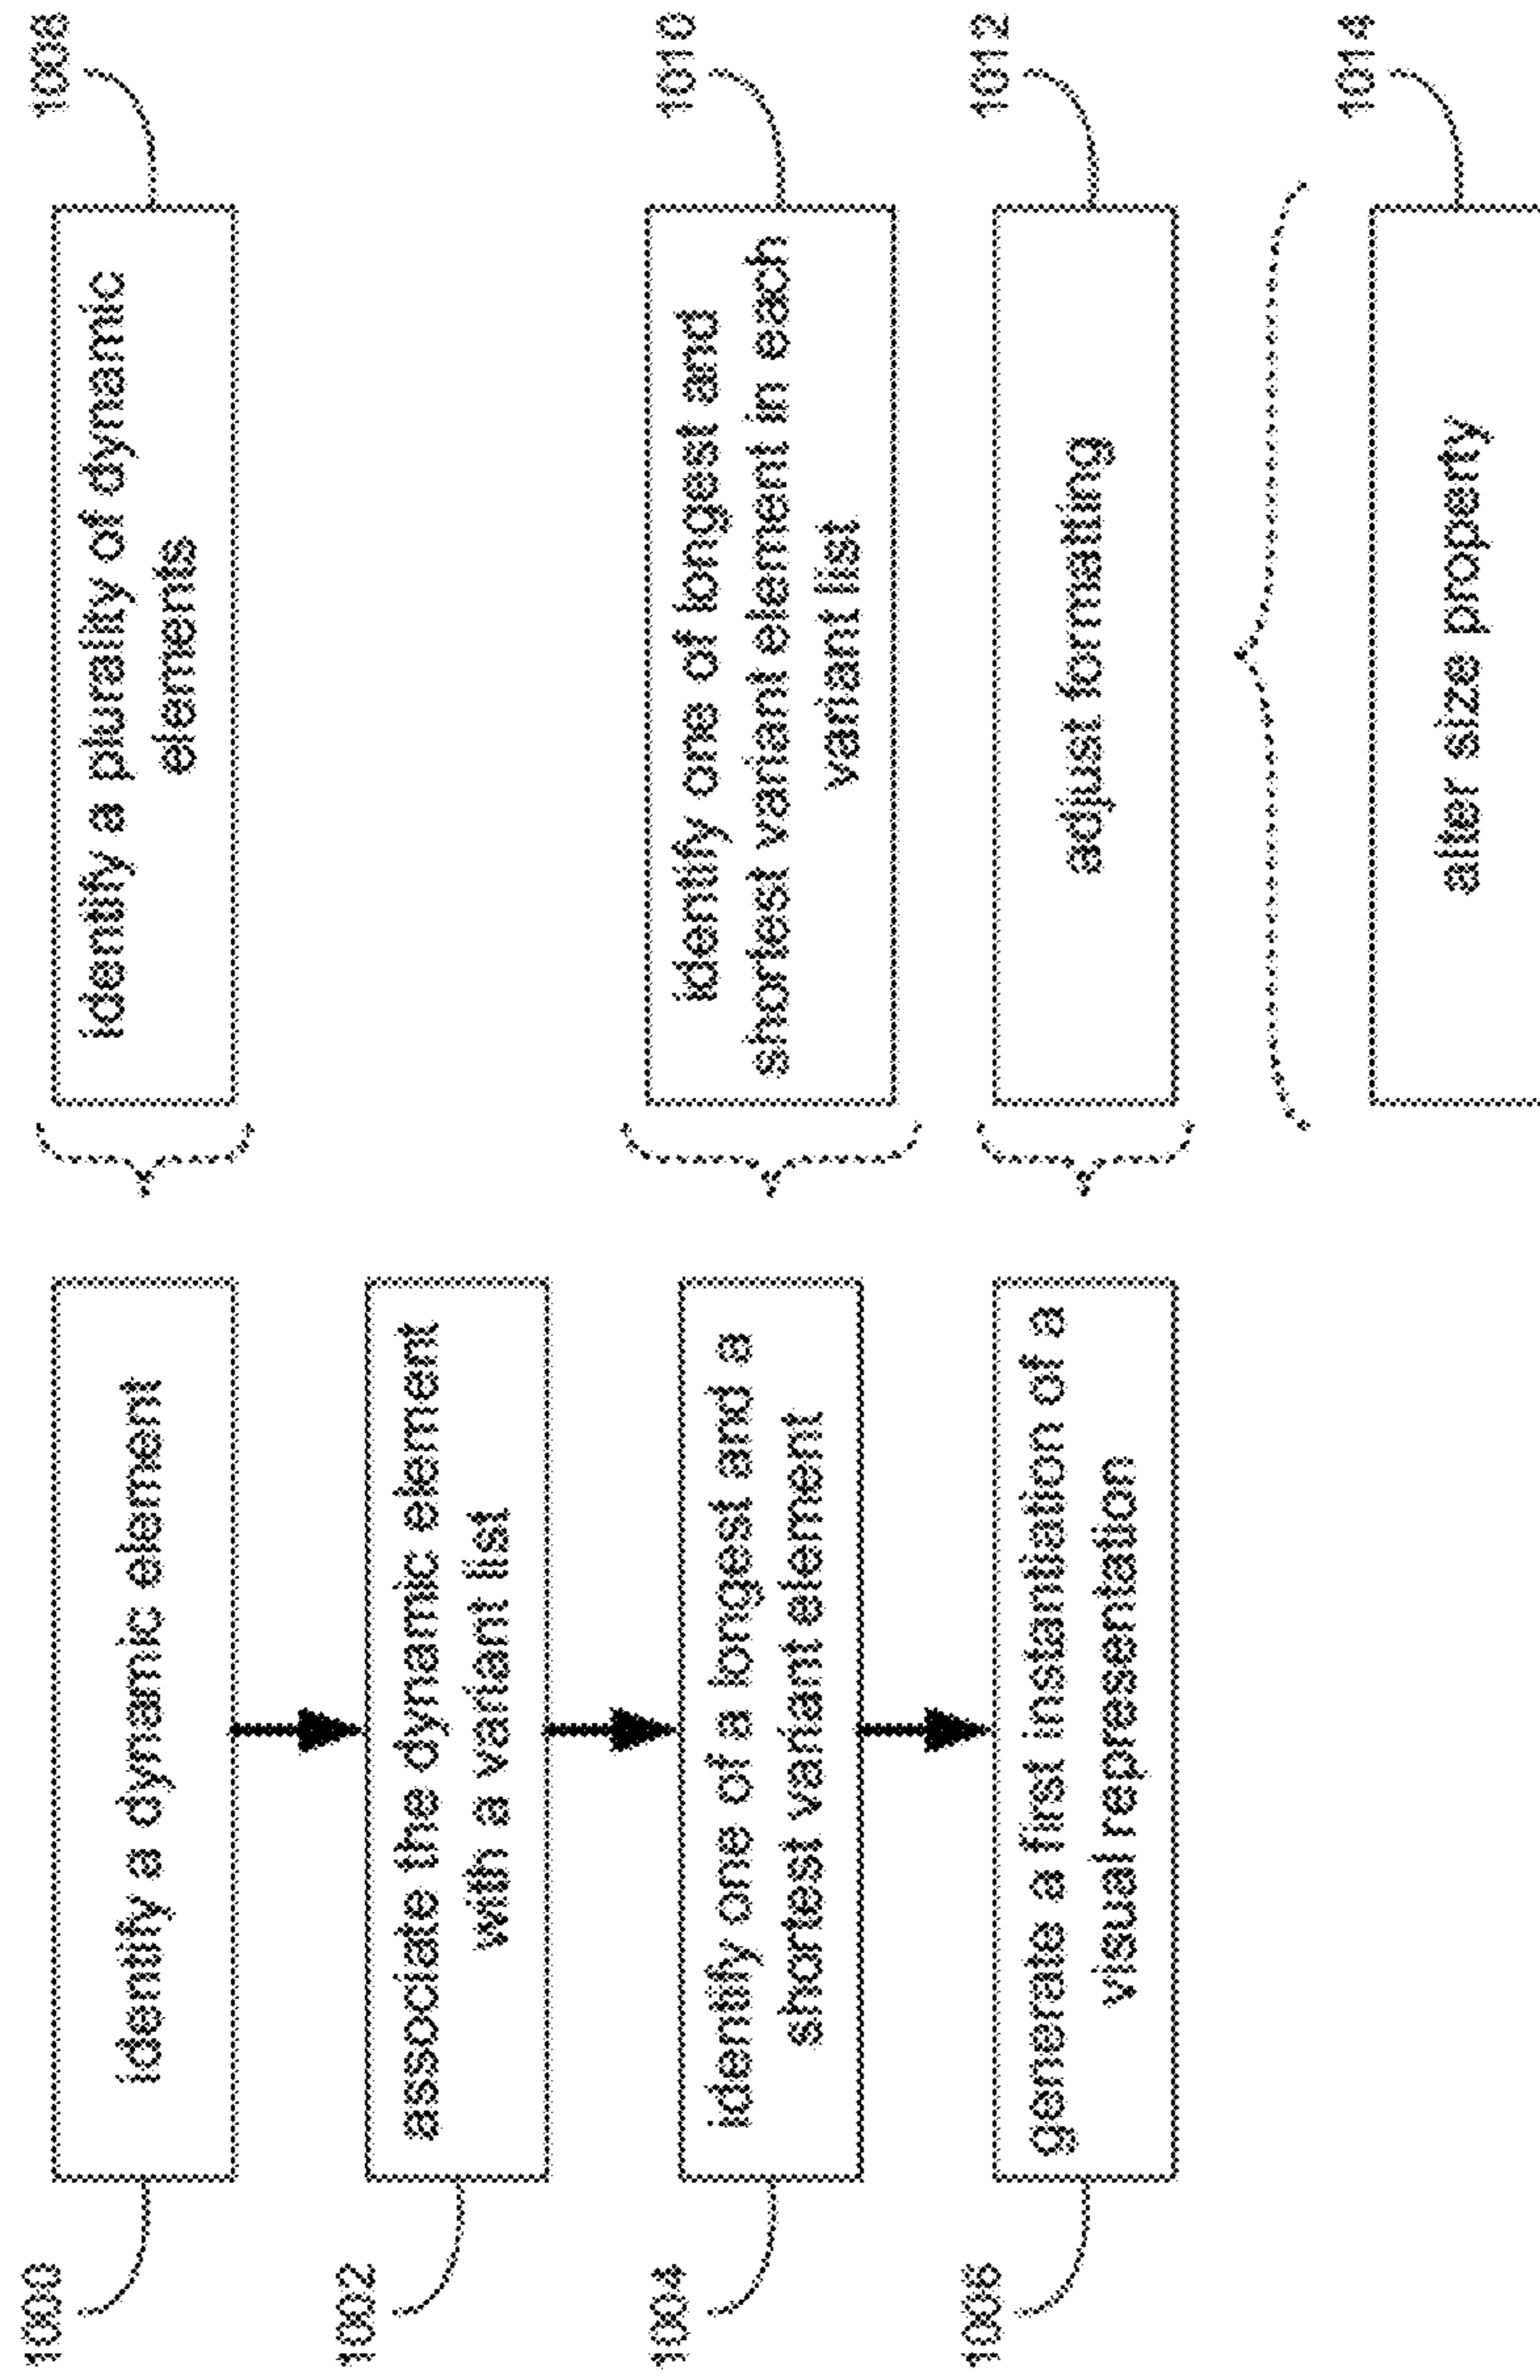 1000
identify a dynamic element
1008
identify a plurality of dynamic
elements
1002
associate the dynamic element
with a variant list
1004
identify one of a longest and a
shortest variant element
1010
identify one of longest and
shortest variant element in each
variant list
1006
generate a first instantiation of a
visual representation
1012
adjust formatting
1014
alter size property